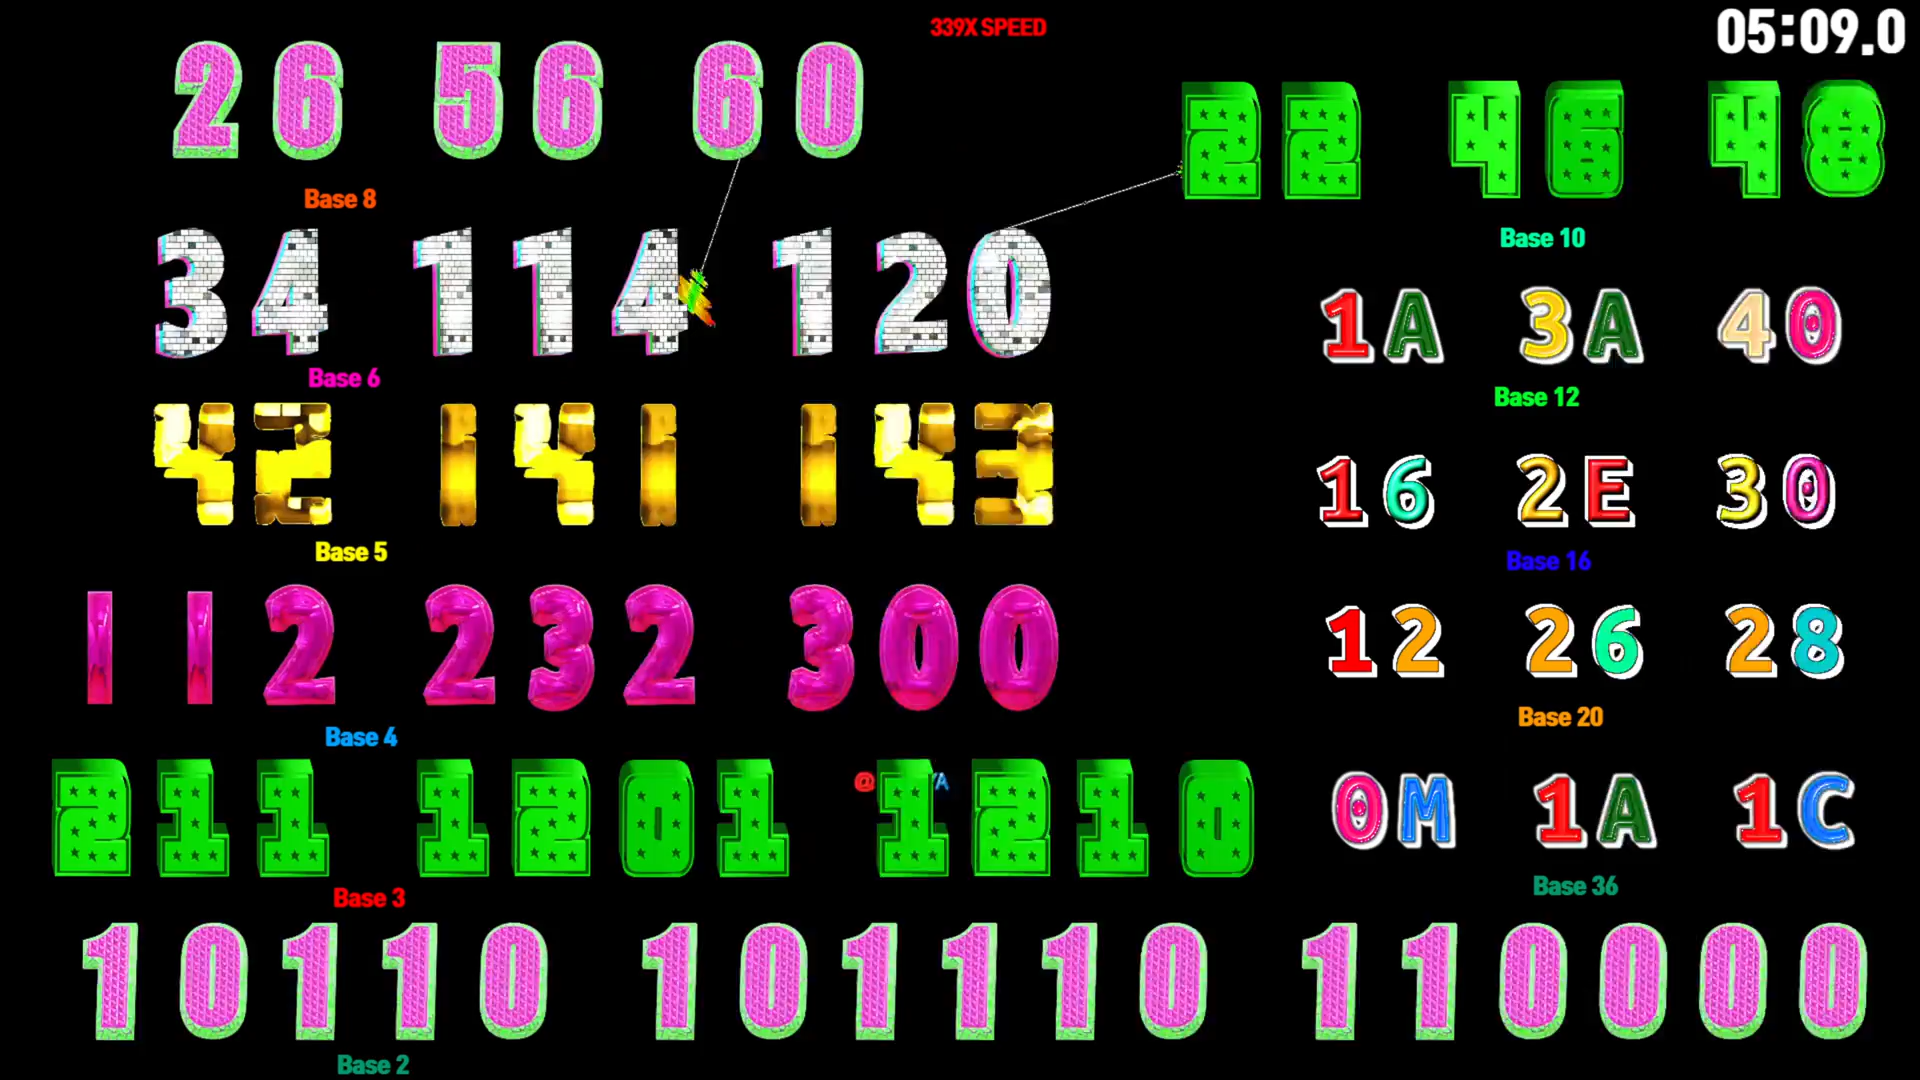 339X SPEED
05:09.0
26 56 60
Base 8
22 46 48
Base 10
34 114 120
Base 6
1A 3A 40
Base 12
42 141 143
Base 5
16 2E 30
Base 16
112 232 300
Base 4
12 26 28
Base 20
211 1201 1210
Base 3
0M 1A 1C
Base 36
10110 101110 110000
Base 2